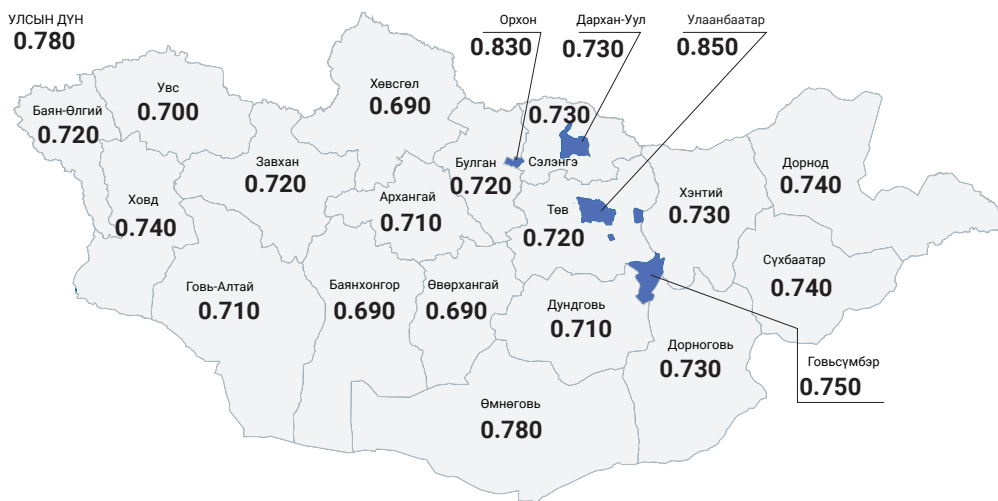 УЛСЫН ДҮН
0.780
Орхон
0.830
Дархан-Уул
0.730
Улаанбаатар
0.850
Баян-Өлгий
0.720
Увс
0.700
Хөвсгөл
0.690
0.730
Сэлэнгэ
Ховд
0.740
Завхан
0.720
Архангай
0.710
Булган
0.720
Төв
0.720
Хэнтий
0.730
Дорнод
0.740
Сүхбаатар
0.740
Говь-Алтай
0.710
Баянхонгор
0.690
Өвөрхангай
0.690
Дундговь
0.710
Дорноговь
0.730
Говьсүмбэр
0.750
Өмнөговь
0.780